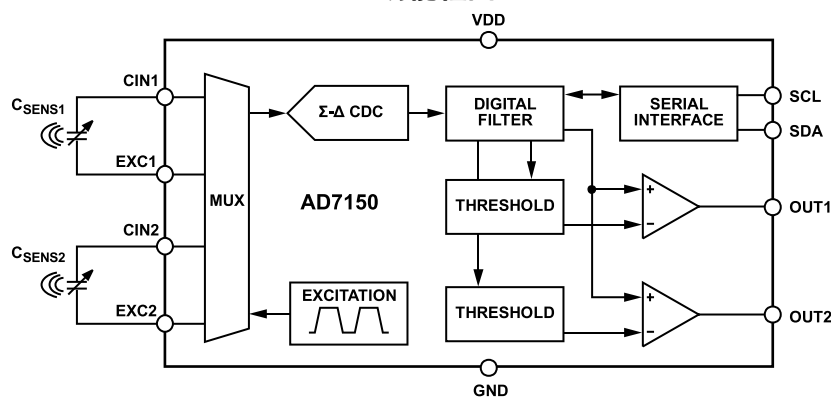 VDD
CIN1
CSENS1
EXC1
CIN2
CSENS2
EXC2
MUX
Σ-Δ CDC
AD7150
EXCITATION
DIGITAL
FILTER
SERIAL
INTERFACE
SCL
SDA
THRESHOLD
+
−
OUT1
THRESHOLD
+
−
OUT2
GND